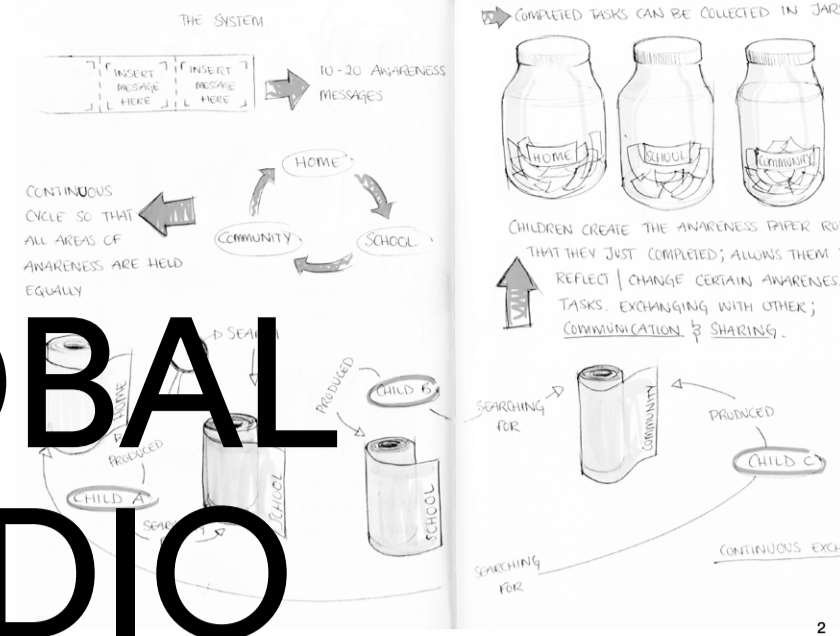 THE SYSTEM
INSERT
MESSAGE
HERE
INSERT
MESSAGE
HERE
10-20 AWARENESS
MESSAGES
HOME
SCHOOL
COMMUNITY
CONTINUOUS
CYCLE SO THAT
ALL AREAS OF
AWARENESS ARE HELD
EQUALLY
HOME
PRODUCED
CHILD A
SCHOOL
PRODUCED
CHILD B
SCHOOL
OBAL
DIO
COMPLETED TASKS CAN BE COLLECTED IN JARS
HOME
SCHOOL
COMMUNITY
CHILDREN CREATE THE AWARENESS PAPER
THAT THEY JUST COMPLETED; ALLOWS THEM
REFLECT | CHANGE CERTAIN AWARENES
TASKS. EXCHANGING WITH OTHER;
COMMUNICATION & SHARING.
SEARCHING
FOR
COMMUNITY
PRODUCED
CHILD C
SEARCHING
FOR
CONTINUOUS EXCH
2